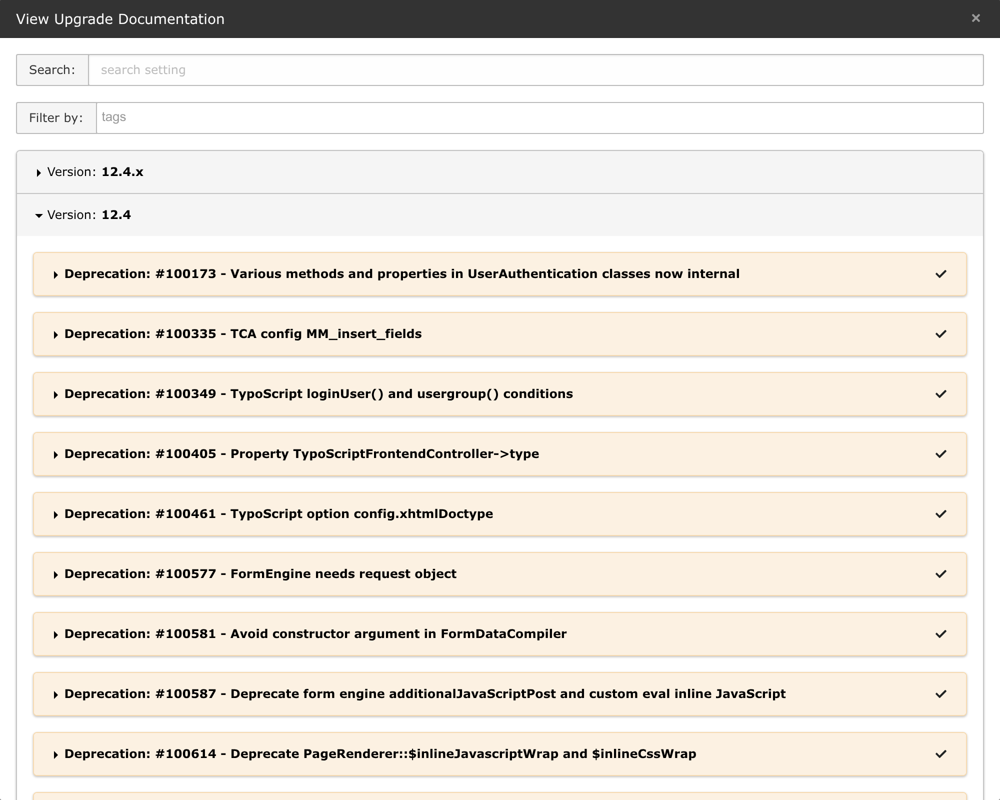 View Upgrade Documentation
Search: search setting
Filter by: tags
Version: 12.4.x
Version: 12.4
Deprecation: #100173 - Various methods and properties in UserAuthentication classes now internal
Deprecation: #100335 - TCA config MM_insert_fields
Deprecation: #100349 - TypoScript loginUser() and usergroup() conditions
Deprecation: #100405 - Property TypoScriptFrontendController->type
Deprecation: #100461 - TypoScript option config.xhtmlDoctype
Deprecation: #100577 - FormEngine needs request object
Deprecation: #100581 - Avoid constructor argument in FormDataCompiler
Deprecation: #100587 - Deprecate form engine additionalJavaScriptPost and custom eval inline JavaScript
Deprecation: #100614 - Deprecate PageRenderer::$inlineJavascriptWrap and $inlineCssWrap